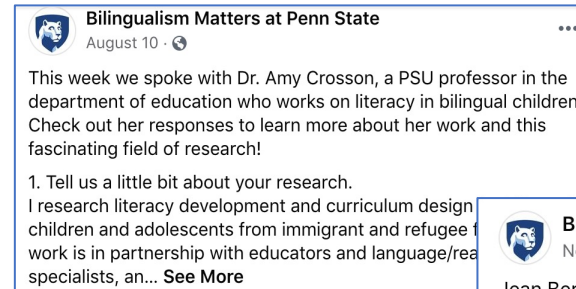 Bilingualism Matters at Penn State
August 10 ·
This week we spoke with Dr. Amy Crosson, a PSU professor in the
department of education who works on literacy in bilingual children
Check out her responses to learn more about her work and this
fascinating field of research!
1. Tell us a little bit about your research.
I research literacy development and curriculum design
children and adolescents from immigrant and refugee
work is in partnership with educators and
specialists, an... See More